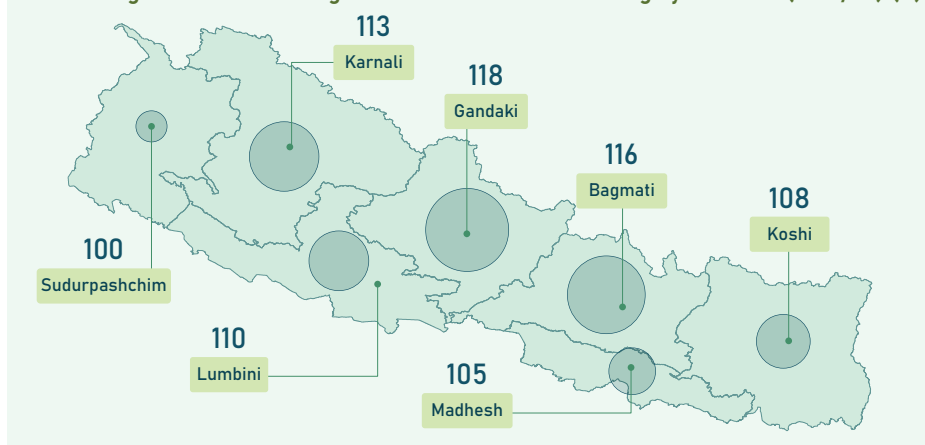 113
Karnali
118
Gandaki
116
Bagmati
108
Koshi
100
Sudurpashchim
110
Lumbini
105
Madhesh